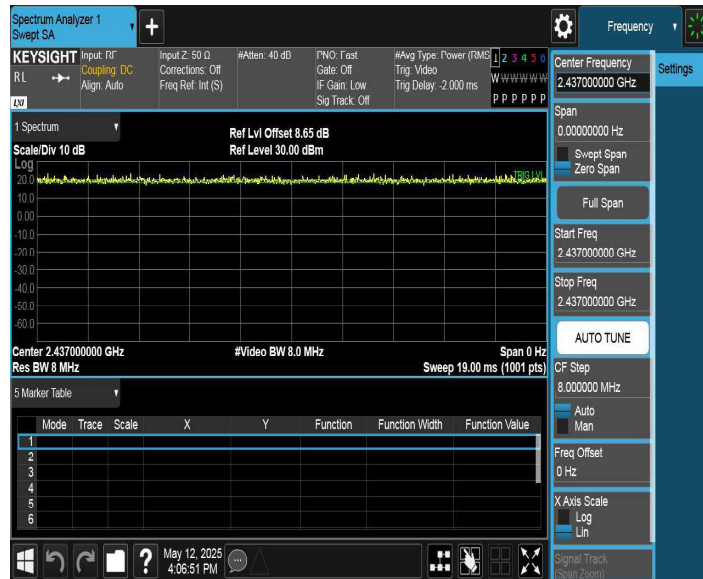 Spectrum Analyzer 1
Swept SA
+
Frequency
KEYSIGHT
RL
LXI
Input: RF
Coupling: DC
Align: Auto
Input Z: 50 Ω
Corrections: Off
Freq Ref: Int (S)
#Atten: 40 dB
PNO: Fast
Gate: Off
IF Gain: Low
Sig Track: Off
#Avg Type: Power (RMS
Trig: Video
Trig Delay: -2.000 ms
1 2 3 4 5 6
W W W W W W
P P P P P P
Settings
Center Frequency
2.437000000 GHz
Span
0.00000000 Hz
Swept Span
Zero Span
Full Span
Start Freq
2.437000000 GHz
Stop Freq
2.437000000 GHz
AUTO TUNE
CF Step
8.000000 MHz
Auto
Man
Freq Offset
0 Hz
X Axis Scale
Log
Lin
Signal Track
(Span Zoom)
1 Spectrum
Scale/Div 10 dB
Ref Lvl Offset 8.65 dB
Ref Level 30.00 dBm
Log
TRIG LVL
20.0
10.0
0.00
-10.0
-20.0
-30.0
-40.0
-50.0
-60.0
Center 2.437000000 GHz
#Video BW 8.0 MHz
Span 0 Hz
Res BW 8 MHz
Sweep 19.00 ms (1001 pts)
5 Marker Table
Mode Trace Scale X Y Function Function Width Function Value
1
2
3
4
5
6
?
May 12, 2025
4:06:51 PM